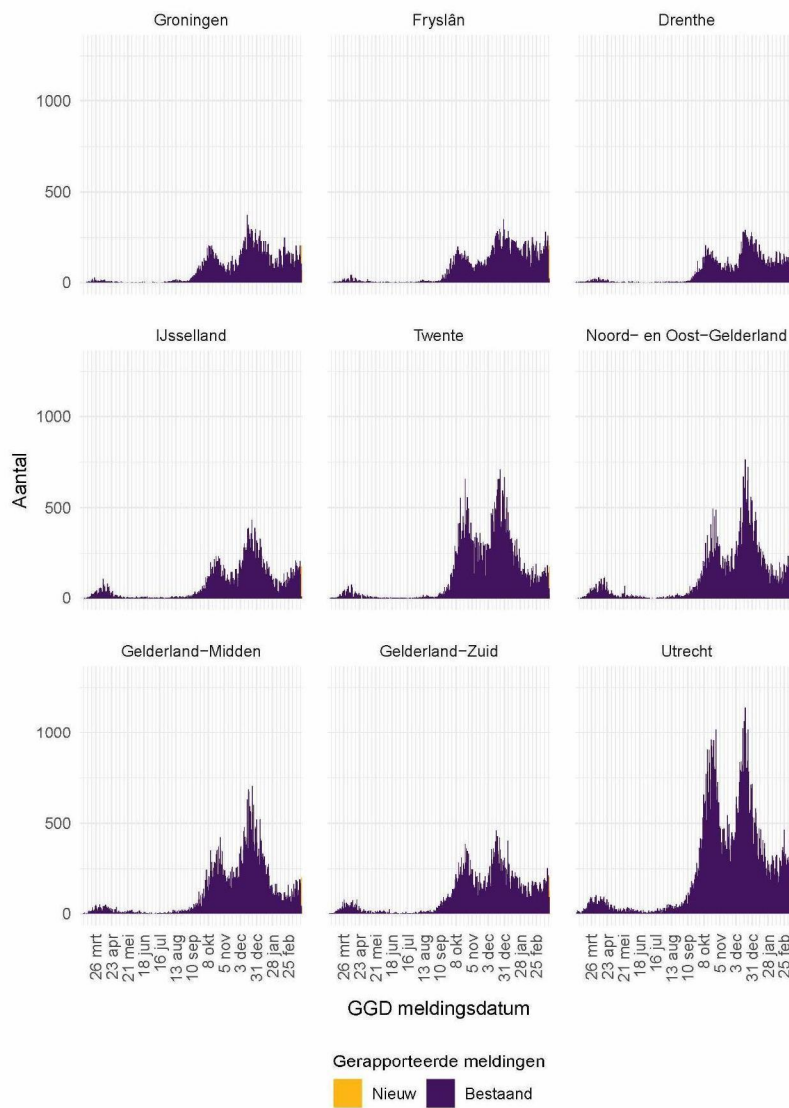 Groningen
Fryslân
Drenthe
1000
500
0
IJsselland
Twente
Noord- en Oost-Gelderland
1000
500
0
Aantal
Gelderland-Midden
Gelderland-Zuid
Utrecht
1000
500
0
26 mrt
23 apr
21 mei
18 jun
16 jul
13 aug
10 sep
8 okt
5 nov
3 dec
31 dec
28 jan
25 feb
26 mrt
23 apr
21 mei
18 jun
16 jul
13 aug
10 sep
8 okt
5 nov
3 dec
31 dec
28 jan
25 feb
26 mrt
23 apr
21 mei
18 jun
16 jul
13 aug
10 sep
8 okt
5 nov
3 dec
31 dec
28 jan
25 feb
GGD meldingsdatum
Gerapporteerde meldingen
Nieuw
Bestaand